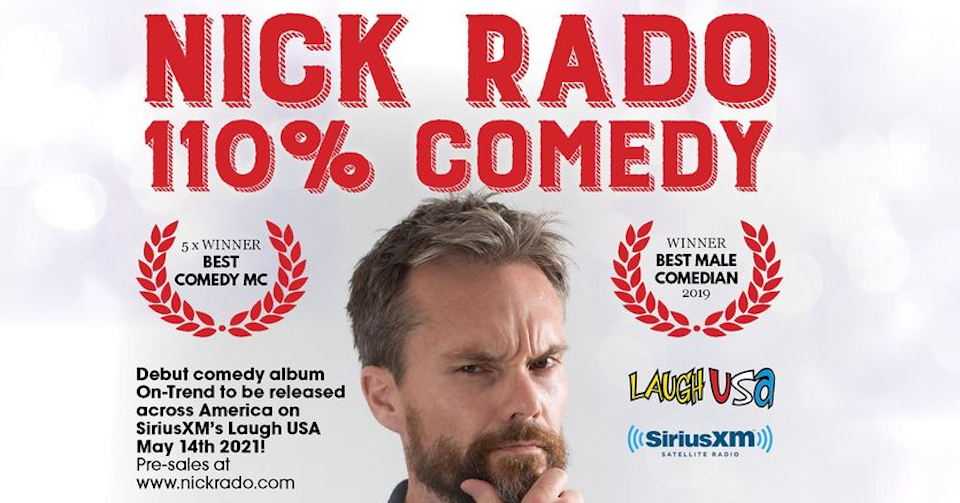 NICK RADO
110% COMEDY
5 x WINNER
BEST
COMEDY MC
WINNER
BEST MALE
COMEDIAN
2019
Debut comedy album
On-Trend to be released
across America on
SiriusXM's Laugh USA
May 14th 2021!
Pre-sales at
www.nickrado.com
LAUGH USA
SiriusXM
SATELLITE RADIO